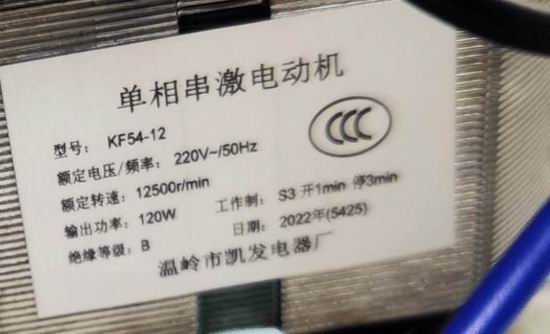 单相串激电动机
型号: KF54-12
额定电压/频率: 220V~/50Hz
额定转速: 12500r/min
输出功率: 120W 工作制: S3 开1min 停3min
绝缘等级: B 日期: 2022年(5425)
温岭市凯发电器厂
CCC